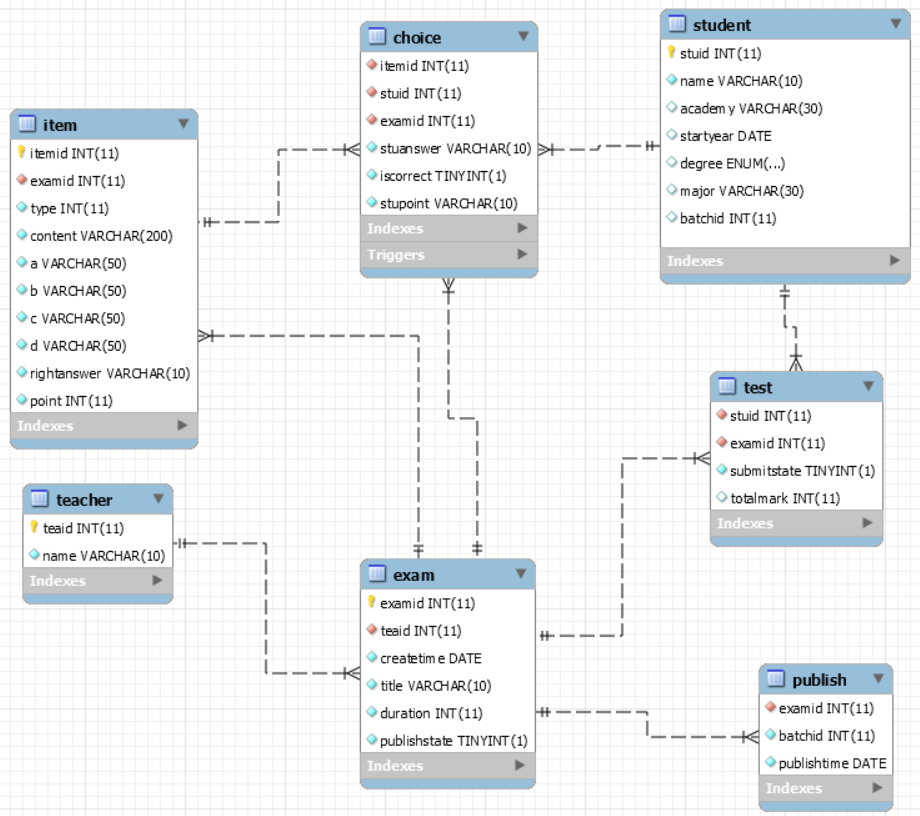 choice
itemid INT(11)
stuid INT(11)
examid INT(11)
stuanswer VARCHAR(10)
iscorrect TINYINT(1)
stupoint VARCHAR(10)
Indexes
Triggers
student
stuid INT(11)
name VARCHAR(10)
academy VARCHAR(30)
startyear DATE
degree ENUM(...)
major VARCHAR(30)
batchid INT(11)
Indexes
item
itemid INT(11)
examid INT(11)
type INT(11)
content VARCHAR(200)
a VARCHAR(50)
b VARCHAR(50)
c VARCHAR(50)
d VARCHAR(50)
rightanswer VARCHAR(10)
point INT(11)
Indexes
test
stuid INT(11)
examid INT(11)
submitstate TINYINT(1)
totalmark INT(11)
Indexes
teacher
teaid INT(11)
name VARCHAR(10)
Indexes
exam
examid INT(11)
teaid INT(11)
createtime DATE
title VARCHAR(10)
duration INT(11)
publishstate TINYINT(1)
Indexes
publish
examid INT(11)
batchid INT(11)
publishtime DATE
Indexes